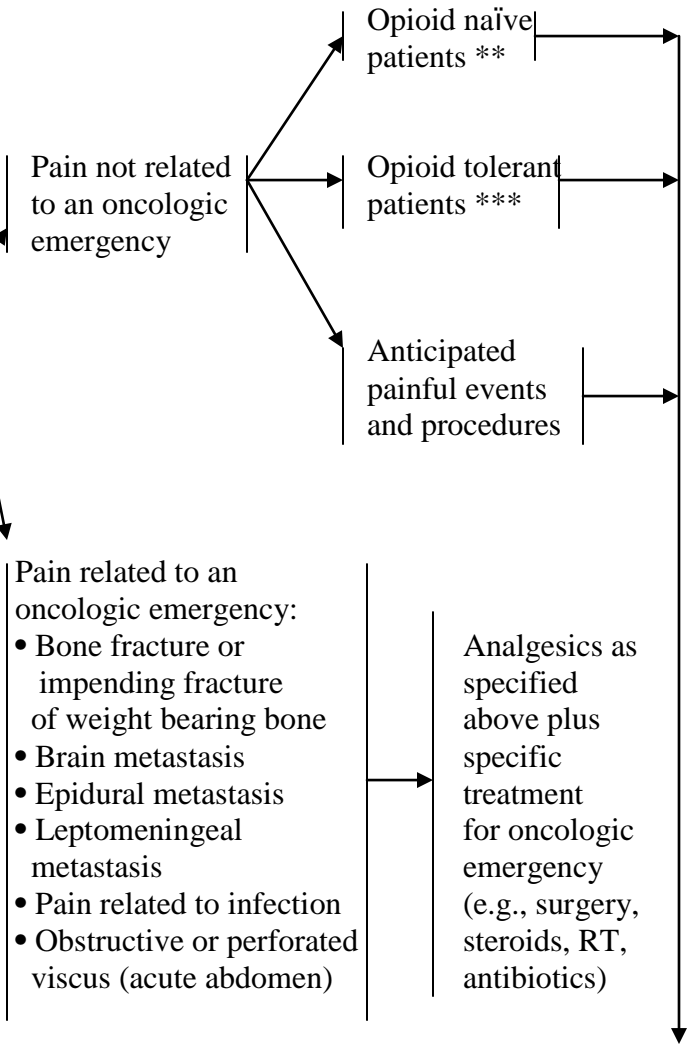 Opioid naïve
patients **
Pain not related
to an oncologic
emergency
Opioid tolerant
patients ***
Anticipated
painful events
and procedures
Pain related to an
oncologic emergency:
• Bone fracture or
impending fracture
of weight bearing bone
• Brain metastasis
• Epidural metastasis
• Leptomeningeal
metastasis
• Pain related to infection
• Obstructive or perforated
viscus (acute abdomen)
Analgesics as
specified
above plus
specific
treatment
for oncologic
emergency
(e.g., surgery,
steroids, RT,
antibiotics)